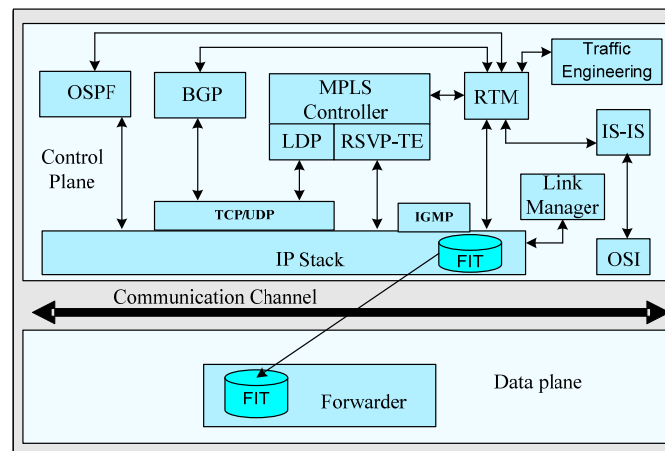 Traffic
Engineering
OSPF
BGP
MPLS
Controller
RTM
LDP
RSVP-TE
IS-IS
Control
Plane
Link
Manager
TCP/UDP
IGMP
IP Stack
FIT
OSI
Communication Channel
FIT
Forwarder
Data plane